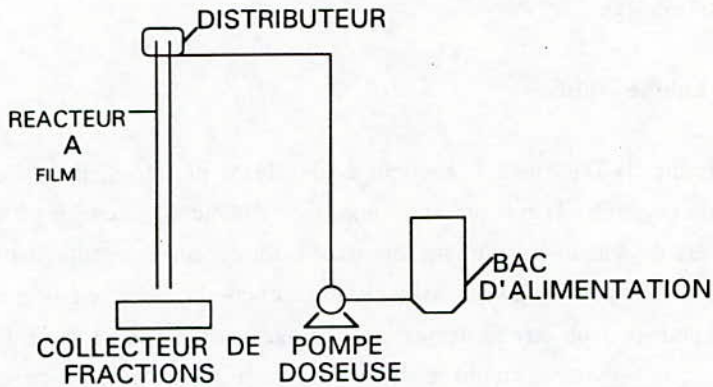 DISTRIBUTEUR
REACTEUR
A
FILM
BAC
D'ALIMENTATION
COLLECTEUR DE
FRACTIONS
POMPE
DOSEUSE